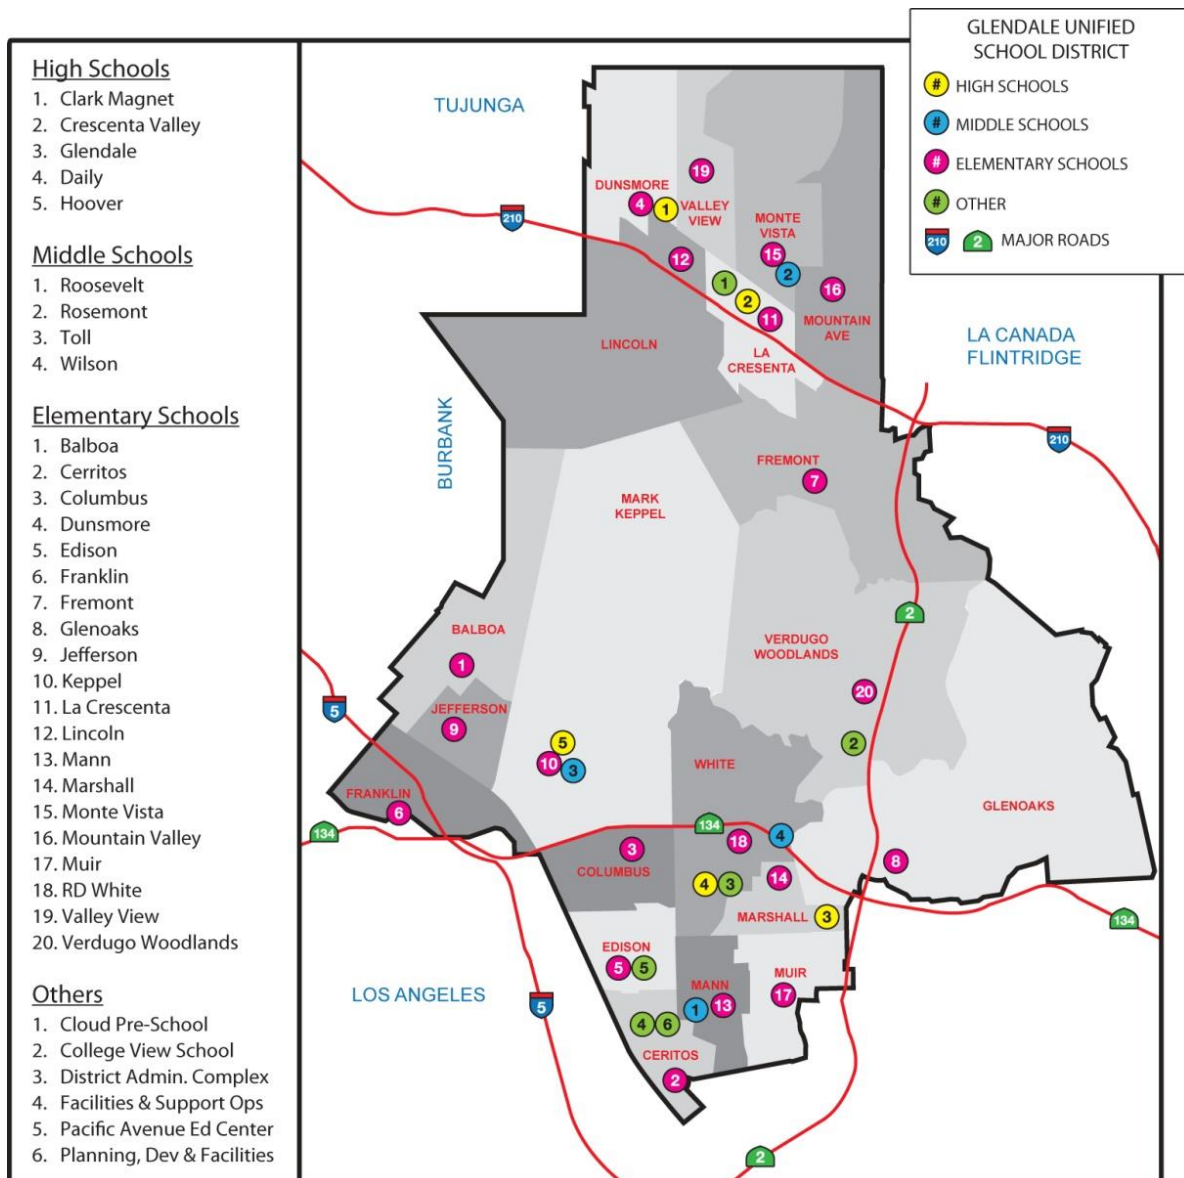 High Schools
1. Clark Magnet
2. Crescenta Valley
3. Glendale
4. Daily
5. Hoover
Middle Schools
1. Roosevelt
2. Rosemont
3. Toll
4. Wilson
Elementary Schools
1. Balboa
2. Cerritos
3. Columbus
4. Dunsmore
5. Edison
6. Franklin
7. Fremont
8. Glenoaks
9. Jefferson
10. Keppel
11. La Crescenta
12. Lincoln
13. Mann
14. Marshall
15. Monte Vista
16. Mountain Valley
17. Muir
18. RD White
19. Valley View
20. Verdugo Woodlands
Others
1. Cloud Pre-School
2. College View School
3. District Admin. Complex
4. Facilities & Support Ops
5. Pacific Avenue Ed Center
6. Planning, Dev & Facilities
GLENDALE UNIFIED
SCHOOL DISTRICT
# HIGH SCHOOLS
# MIDDLE SCHOOLS
# ELEMENTARY SCHOOLS
# OTHER
210 2 MAJOR ROADS
TUJUNGA
19
DUNSMORE
4 1
VALLEY
VIEW
210
MONTE
VISTA
15
2
12
1
2
16
11
MOUNTAIN
AVE
LINCOLN
LA
CRESENTA
LA CANADA
FLINTRIDGE
BURBANK
210
FREMONT
7
MARK
KEPPEL
2
BALBOA
1
VERDUGO
WOODLANDS
20
JEFFERSON
9
5
5
10 3
2
WHITE
FRANKLIN
6
GLENOAKS
134
134
18
4
3
COLUMBUS
8
14
4 3
MARSHALL
3
134
EDISON
5 5
MUIR
17
MANN
1 13
LOS ANGELES
5
4 6
CERITOS
2
2